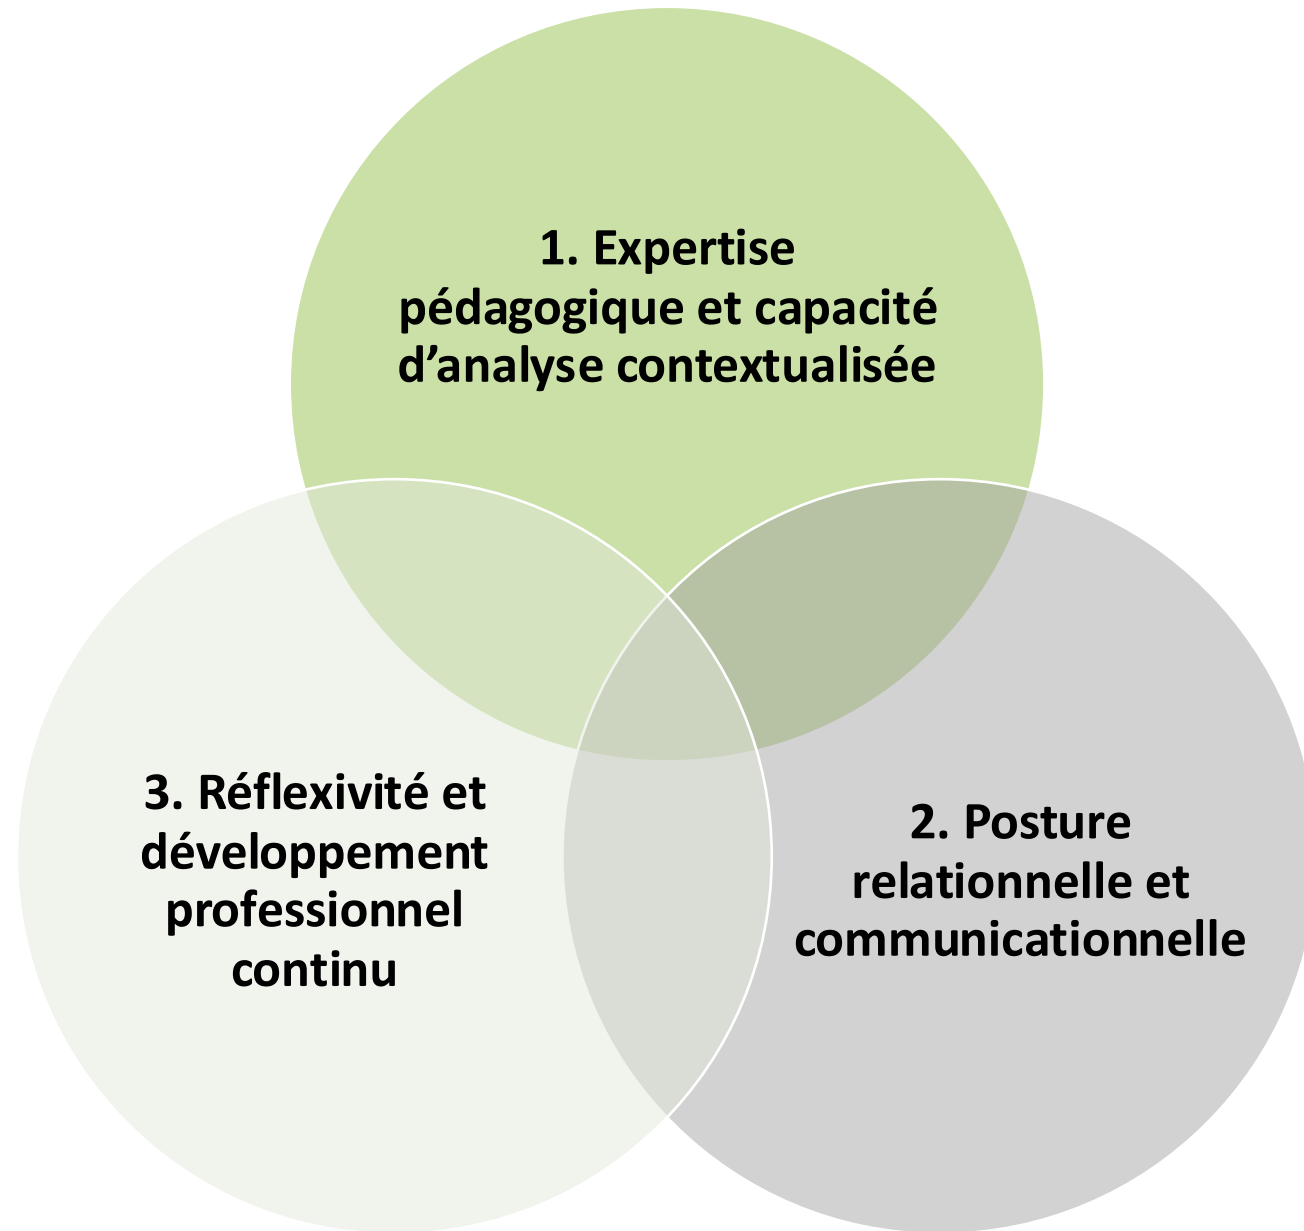 1. Expertise
pédagogique et capacité
d’analyse contextualisée
3. Réflexivité et
développement
professionnel
continu
2. Posture
relationnelle et
communicationnelle